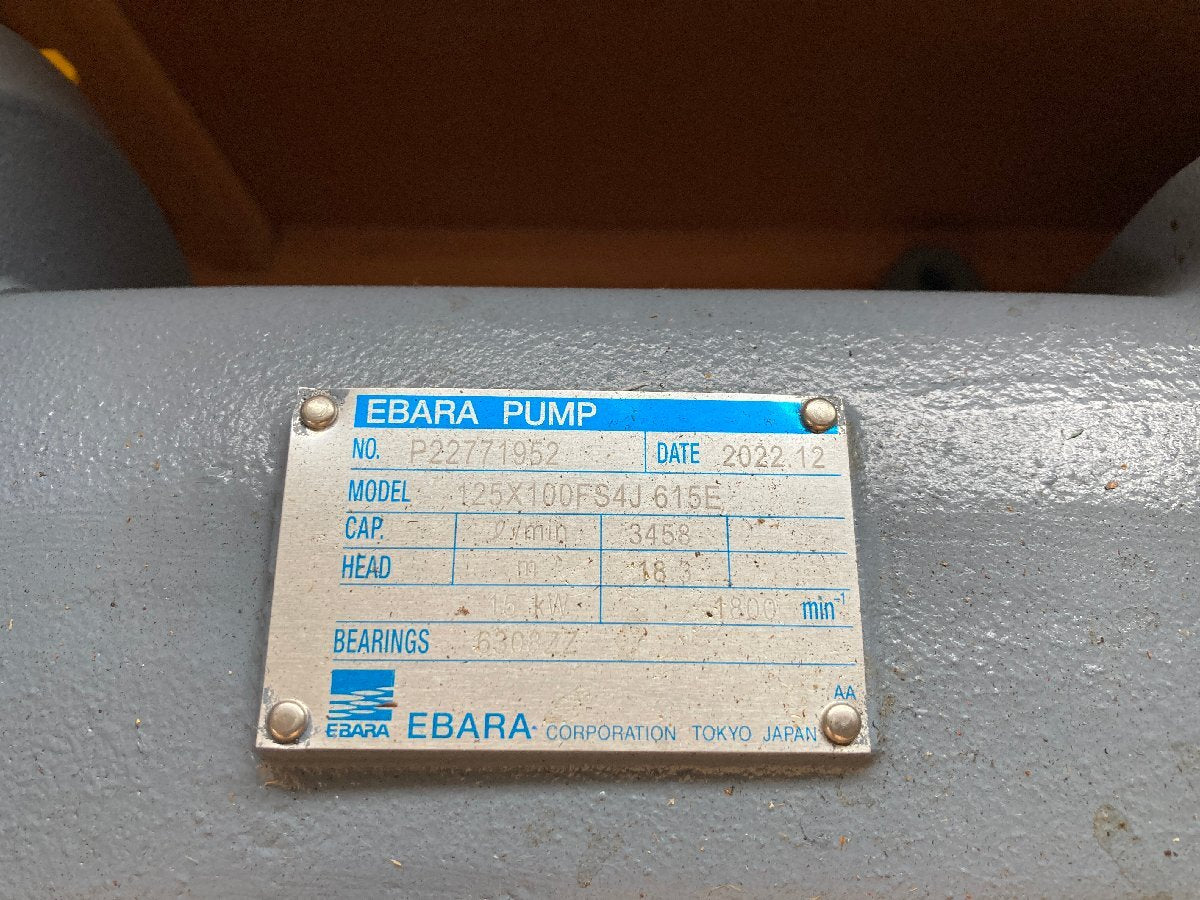 EBARA PUMP
NO. P22771952 DATE 2022.12
MODEL 125X100FS4J 615E
CAP. ℓ/min 3458
HEAD m 18.3
15 kW 1800 min-1
BEARINGS 6308ZZ
EBARA
AA
EBARA CORPORATION TOKYO JAPAN